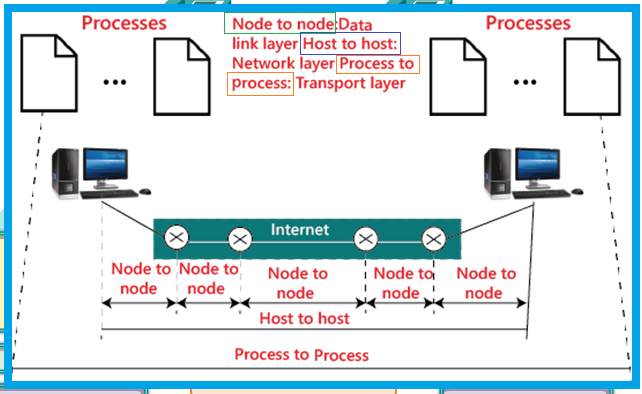 Processes
Node to node:Data
link layer Host to host:
Network layer Process to
process: Transport layer
Processes
Internet
Node to
node
Node to
node
Node to
node
Node to
node
Node to
node
Host to host
Process to Process